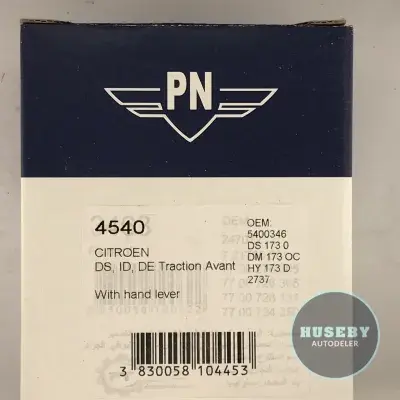 PN
4540
CITROEN
DS, ID, DE Traction Avant
With hand lever
OEM:
5400346
DS 173 0
DM 173 OC
HY 173 D
2737
3 830058 104453
HUSEBY
AUTODELER